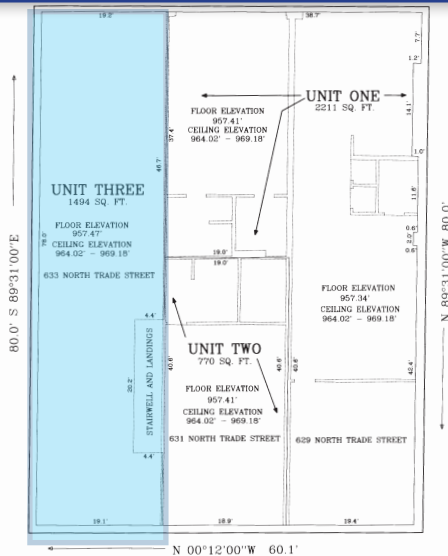 19.2'
38.7'
7.7'
1.2'
UNIT ONE
2211 SQ. FT.
14.1'
FLOOR ELEVATION
957.41'
CEILING ELEVATION
964.02' - 969.18'
37.4'
1.0'
46.7'
UNIT THREE
1494 SQ. FT.
11.6'
FLOOR ELEVATION
957.47'
CEILING ELEVATION
964.02' - 969.18'
78.0'
0.6'
2.0'
0.6'
19.0'
19.0'
633 NORTH TRADE STREET
80.0' S 89°31'00"E
N 89°31'00"W 80.0'
FLOOR ELEVATION
957.34'
CEILING ELEVATION
964.02' - 969.18'
4.4'
STAIRWELL AND LANDINGS
20.2'
UNIT TWO
770 SQ. FT.
40.6'
40.6'
40.6'
42.4'
FLOOR ELEVATION
957.41'
CEILING ELEVATION
964.02' - 969.18'
631 NORTH TRADE STREET
629 NORTH TRADE STREET
4.4'
19.1'
18.9'
19.4'
N 00°12'00"W 60.1'